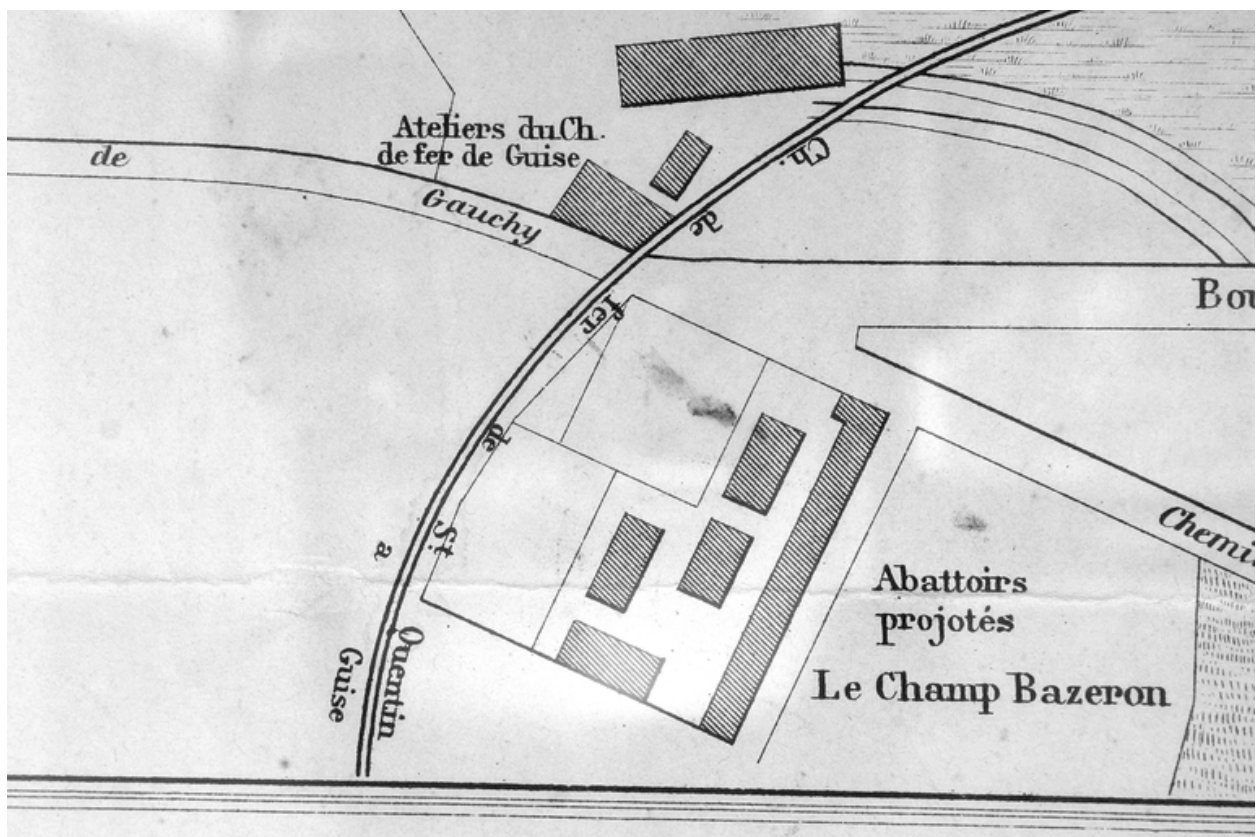 Ateliers du Ch.
de fer de Guise
de
Gauchy
Ch. de fer de St. Quentin
a Guise
Bou
Chemi
Abattoirs
projotés
Le Champ Bazeron